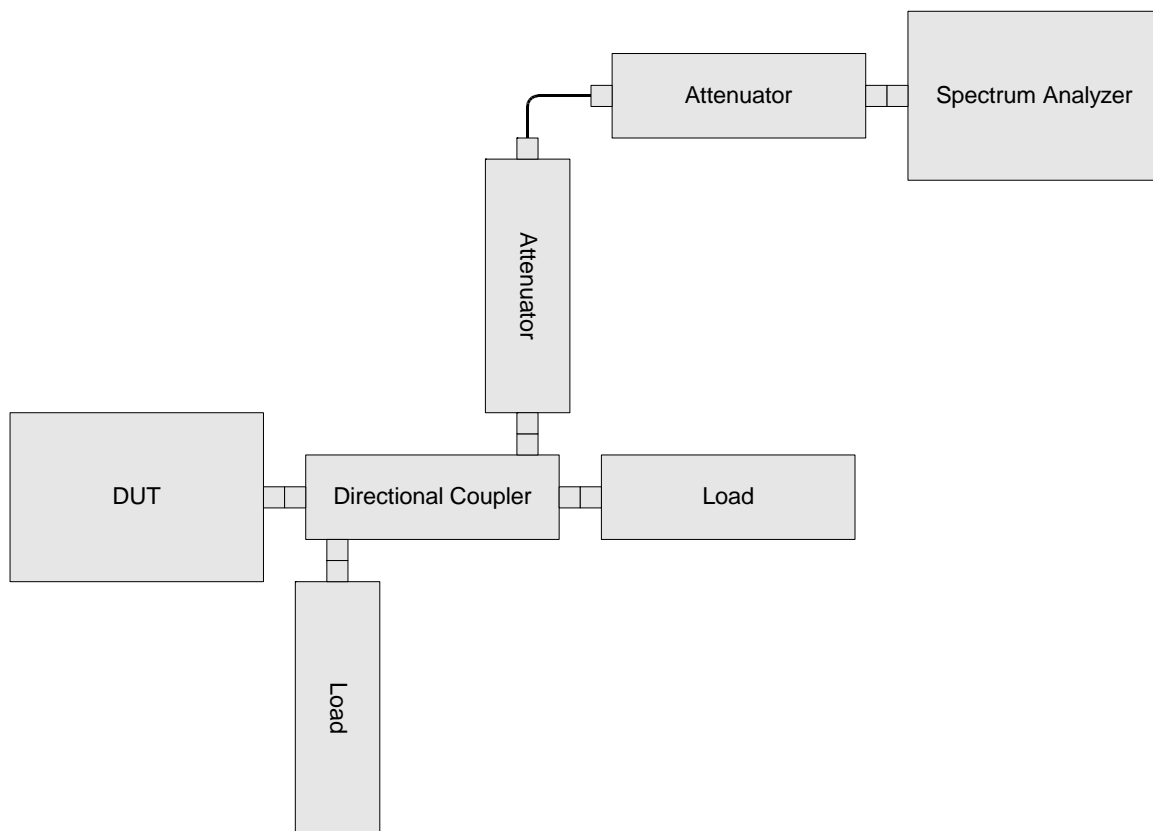 Attenuator
Spectrum Analyzer
Attenuator
DUT
Directional Coupler
Load
Load